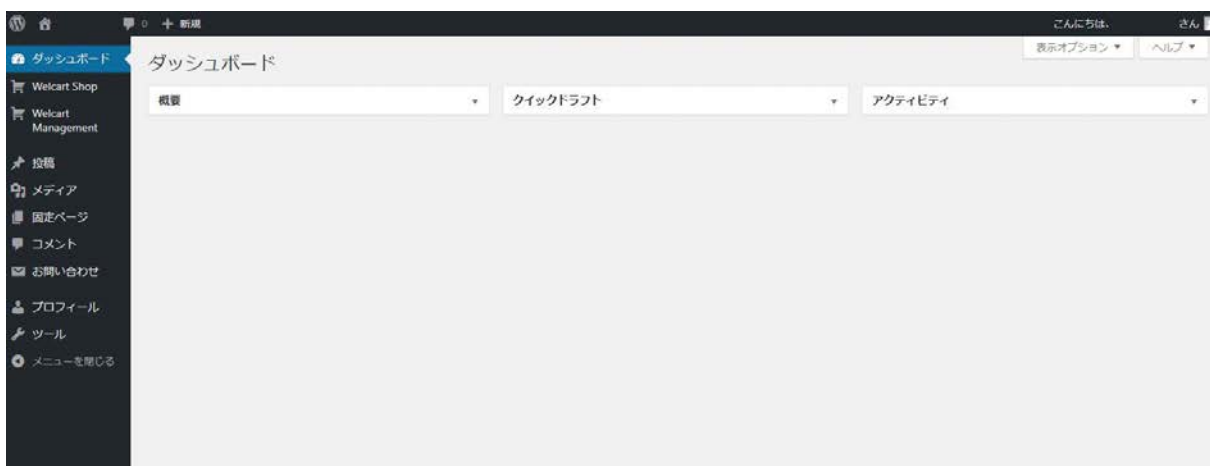 0 新規 こんにちは、 さん
表示オプション ▼ ヘルプ ▼
ダッシュボード
Welcart Shop
Welcart
Management
投稿
メディア
固定ページ
コメント
お問い合わせ
プロフィール
ツール
メニューを閉じる
ダッシュボード
概要
クイックドラフト
アクティビティ